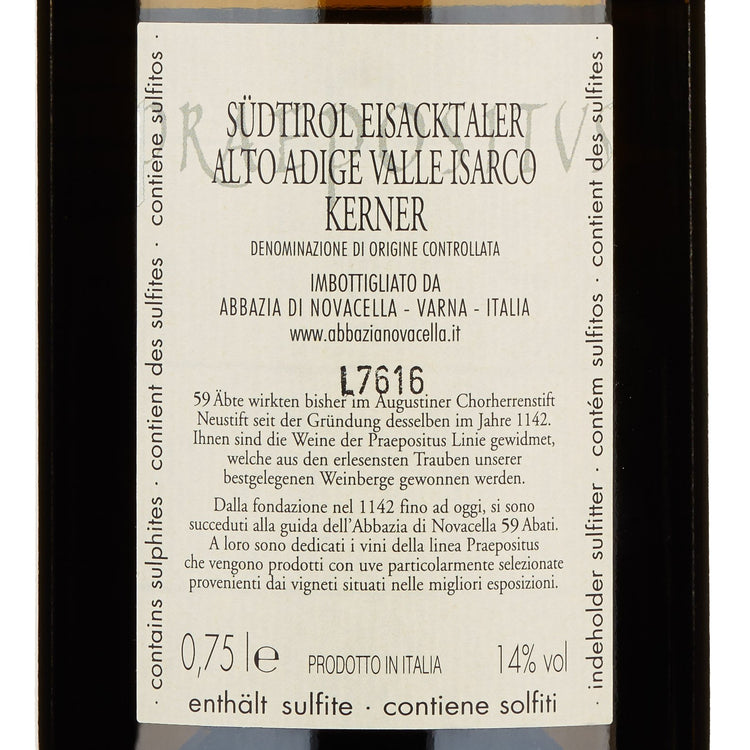 PRAEPOSITVS
SÜDTIROL EISACKTALER
ALTO ADIGE VALLE ISARCO
KERNER
DENOMINAZIONE DI ORIGINE CONTROLLATA
IMBOTTIGLIATO DA
ABBAZIA DI NOVACELLA - VARNA - ITALIA
www.abbazianovacella.it
L7616
59 Äbte wirkten bisher im Augustiner Chorherrenstift
Neustift seit der Gründung desselben im Jahre 1142.
Ihnen sind die Weine der Praepositus Linie gewidmet,
welche aus den erlesensten Trauben unserer
bestgelegenen Weinberge gewonnen werden.
Dalla fondazione nel 1142 fino ad oggi, si sono
succeduti alla guida dell'Abbazia di Novacella 59 Abati.
A loro sono dedicati i vini della linea Praepositus
che vengono prodotti con uve particolarmente selezionate
provenienti dai vigneti situati nelle migliori esposizioni.
0,75 l e PRODOTTO IN ITALIA 14% vol
· contains sulphites · contient des sulfites · contiene sulfitos ·
enthält sulfite · contiene solfiti
· indeholder sulfitter · contém sulfitos · contient des sulfites ·